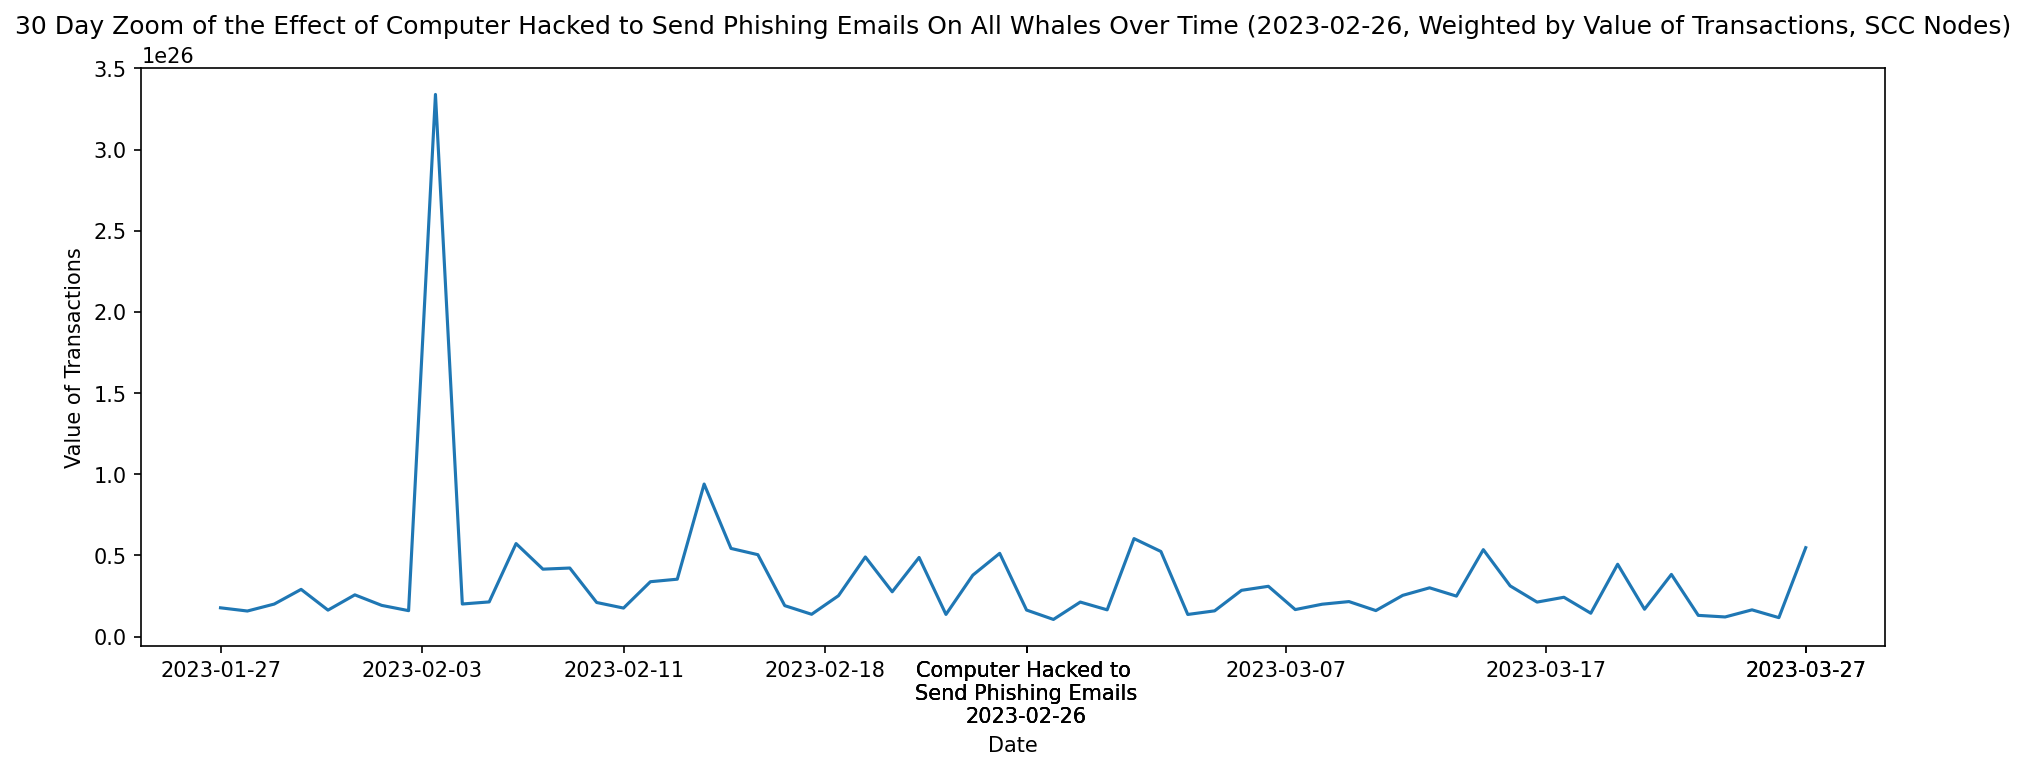 30 Day Zoom of the Effect of Computer Hacked to Send Phishing Emails On All Whales Over Time (2023-02-26, Weighted by Value of Transactions, SCC Nodes)
1e26
3.5
3.0
2.5
2.0
1.5
1.0
0.5
0.0
Value of Transactions
2023-01-27 2023-02-03 2023-02-11 2023-02-18 Computer Hacked to 2023-03-07 2023-03-17 2023-03-27
Send Phishing Emails
2023-02-26
Date